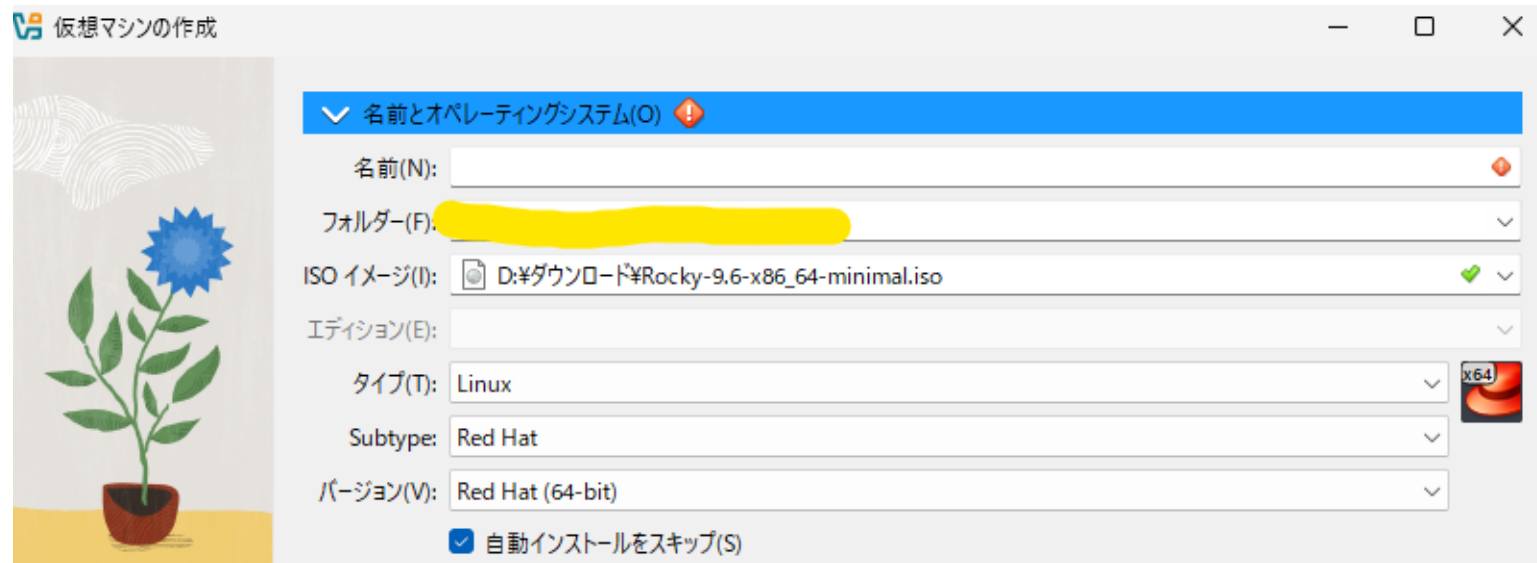 仮想マシンの作成
名前とオペレーティングシステム(O)
名前(N):
フォルダー(F):
ISO イメージ(I): D:¥ダウンロード¥Rocky-9.6-x86_64-minimal.iso
エディション(E):
タイプ(T): Linux
x64
Subtype: Red Hat
バージョン(V): Red Hat (64-bit)
自動インストールをスキップ(S)